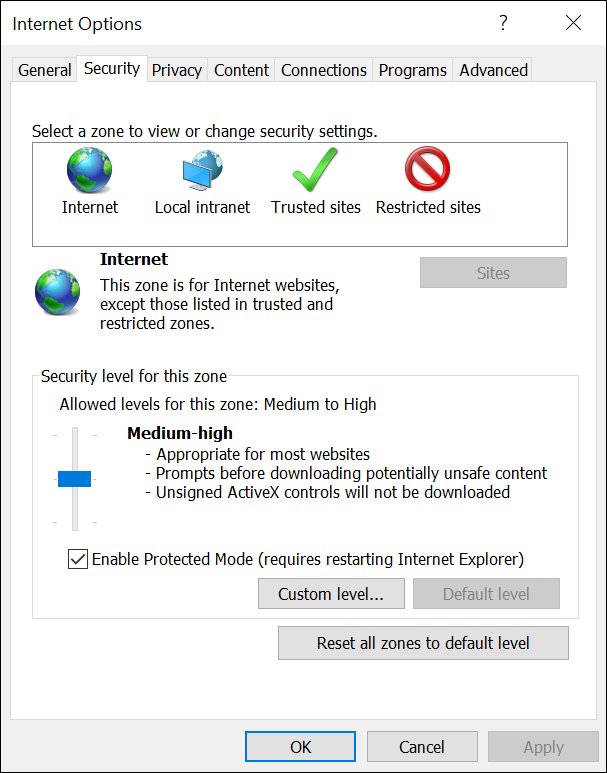 Internet Options
?
General Security Privacy Content Connections Programs Advanced
Select a zone to view or change security settings.
Internet Local intranet Trusted sites Restricted sites
Internet
Sites
This zone is for Internet websites,
except those listed in trusted and
restricted zones.
Security level for this zone
Allowed levels for this zone: Medium to High
Medium-high
- Appropriate for most websites
- Prompts before downloading potentially unsafe content
- Unsigned ActiveX controls will not be downloaded
Enable Protected Mode (requires restarting Internet Explorer)
Custom level... Default level
Reset all zones to default level
OK Cancel Apply